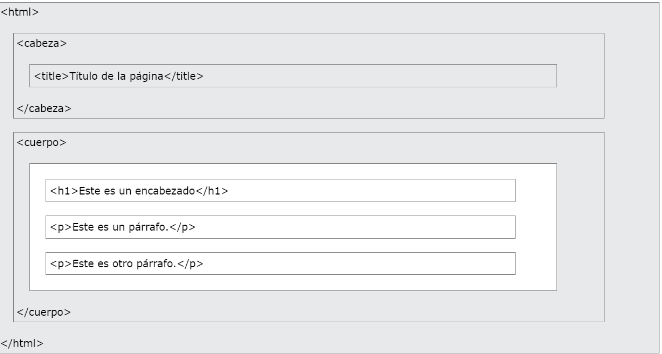 <html>
<cabeza>
<title>Título de la página</title>
</cabeza>
<cuerpo>
<h1>Este es un encabezado</h1>
<p>Este es un párrafo.</p>
<p>Este es otro párrafo.</p>
</cuerpo>
</html>